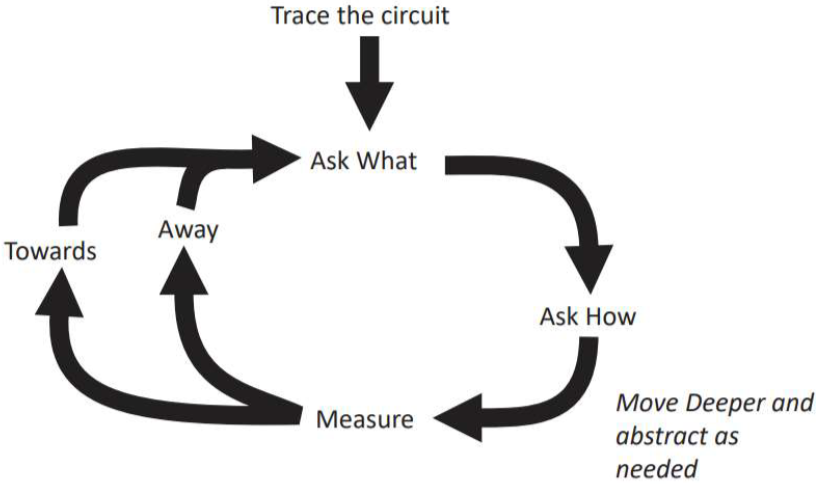 Trace the circuit
Ask What
Away
Towards
Ask How
Measure
Move Deeper and
abstract as
needed